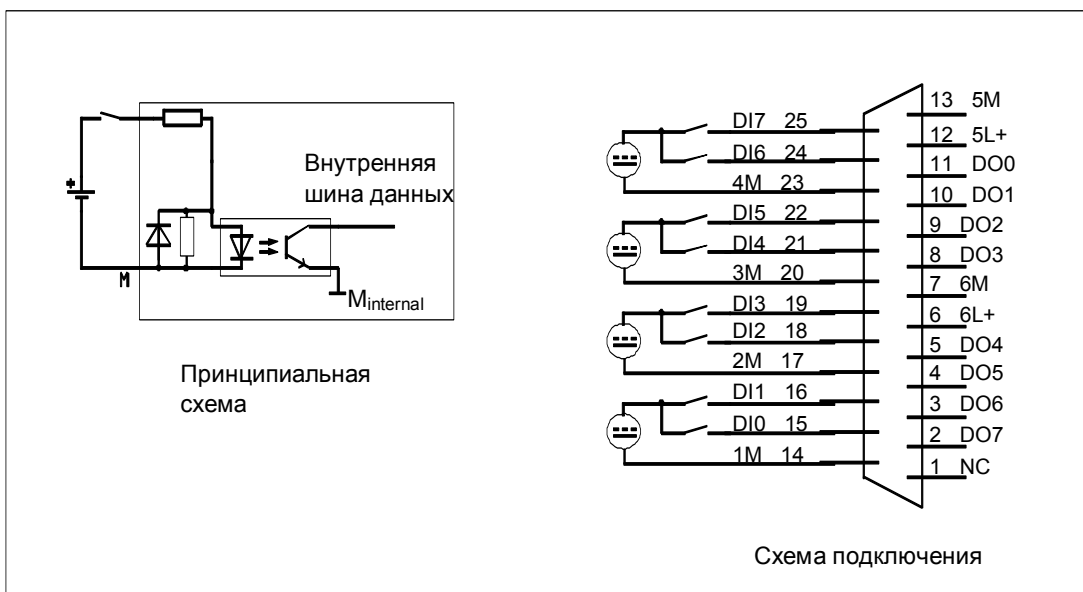 Внутренняя
шина данных
+
M
Minternal
Принципиальная
схема
DI7 25
DI6 24
4M 23
DI5 22
DI4 21
3M 20
DI3 19
DI2 18
2M 17
DI1 16
DI0 15
1M 14
13 5M
12 5L+
11 DO0
10 DO1
9 DO2
8 DO3
7 6M
6 6L+
5 DO4
4 DO5
3 DO6
2 DO7
1 NC
Схема подключения